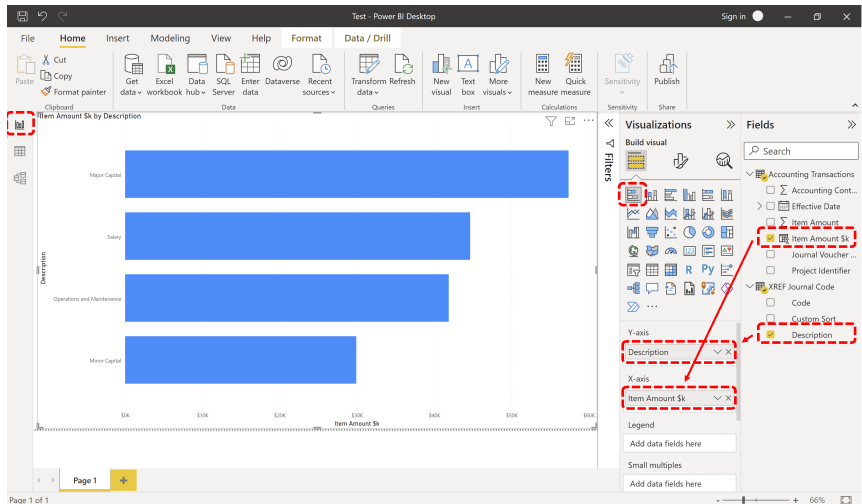 Test - Power BI Desktop
Sign in
File Home Insert Modeling View Help Format Data / Drill
Paste
Cut
Copy
Format painter
Clipboard
Get data
Excel workbook
Data hub
SQL Server
Enter data
Dataverse
Recent sources
Data
Transform data
Refresh
Queries
New visual
Text box
More visuals
Insert
New measure
Quick measure
Calculations
Sensitivity
Sensitivity
Publish
Share
Item Amount $k by Description
Major Capital
Salary
Operations and Maintenance
Minor Capital
Description
$0K $10K $20K $30K $40K $50K $60K
Item Amount $k
Filters
Visualizations
Build visual
123
R Py
Y-axis
Description
X-axis
Item Amount $k
Legend
Add data fields here
Small multiples
Add data fields here
Fields
Search
Accounting Transactions
Accounting Cont...
Effective Date
Item Amount
Item Amount $k
Journal Voucher ...
Project Identifier
XREF Journal Code
Code
Custom Sort
Description
Page 1
Page 1 of 1
66%